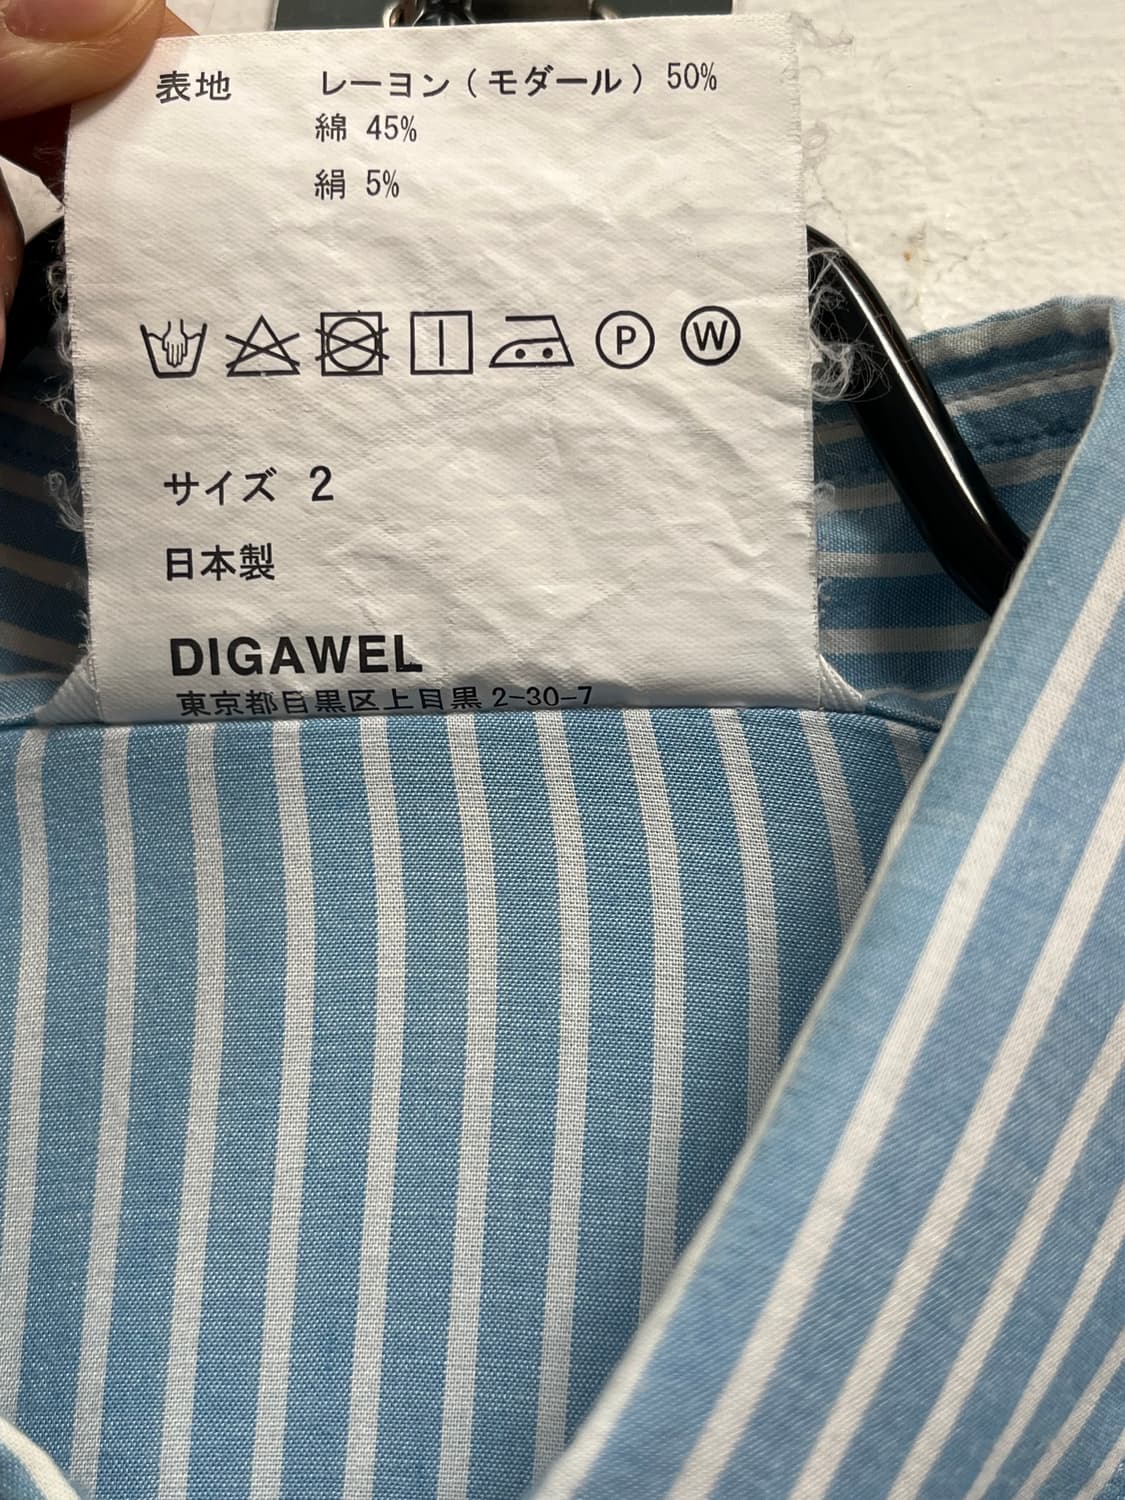 表地 レーヨン(モダール) 50%
綿 45%
絹 5%
P W
サイズ 2
日本製
DIGAWEL
東京都目黒区上目黒 2-30-7